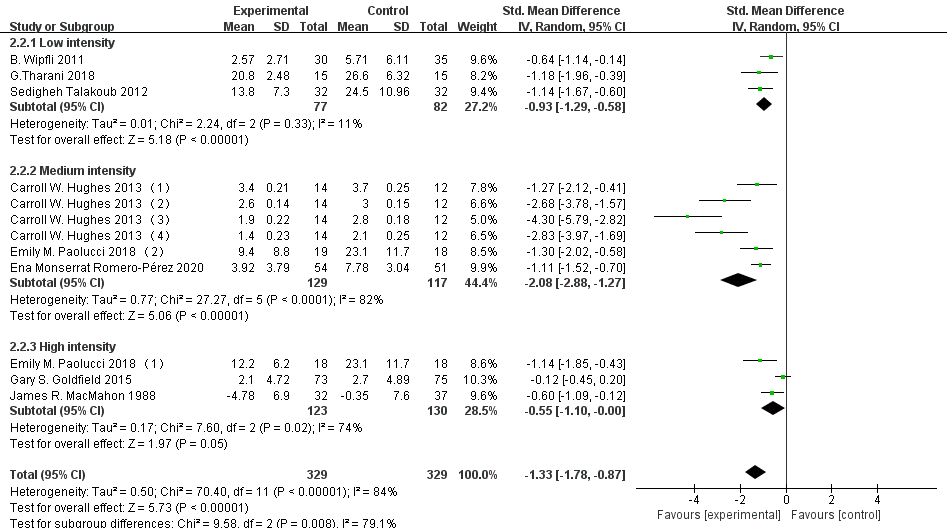 Experimental Control Std. Mean Difference Std. Mean Difference
Study or Subgroup Mean SD Total Mean SD Total Weight IV, Random, 95% CI IV, Random, 95% CI
2.2.1 Low intensity
B. Wipfli 2011 2.57 2.71 30 5.71 6.11 35 9.6% -0.64 [-1.14, -0.14]
G.Tharani 2018 20.8 2.48 15 26.6 6.32 15 8.2% -1.18 [-1.96, -0.39]
Sedigheh Talakoub 2012 13.8 7.3 32 24.5 10.96 32 9.4% -1.14 [-1.67, -0.60]
Subtotal (95% CI) 77 82 27.2% -0.93 [-1.29, -0.58]
Heterogeneity: Tau² = 0.01; Chi² = 2.24, df = 2 (P = 0.33); I² = 11%
Test for overall effect: Z = 5.18 (P < 0.00001)
2.2.2 Medium intensity
Carroll W. Hughes 2013 （1） 3.4 0.21 14 3.7 0.25 12 7.8% -1.27 [-2.12, -0.41]
Carroll W. Hughes 2013 （2） 2.6 0.14 14 3 0.15 12 6.6% -2.68 [-3.78, -1.57]
Carroll W. Hughes 2013 （3） 1.9 0.22 14 2.8 0.18 12 5.0% -4.30 [-5.79, -2.82]
Carroll W. Hughes 2013 （4） 1.4 0.23 14 2.1 0.25 12 6.4% -2.83 [-3.97, -1.69]
Emily M. Paolucci 2018 （2） 9.4 8.8 19 23.1 11.7 18 8.6% -1.30 [-2.02, -0.58]
Ena Monserrat Romero-Pérez 2020 3.92 3.79 54 7.78 3.04 51 9.9% -1.11 [-1.52, -0.70]
Subtotal (95% CI) 129 117 44.4% -2.08 [-2.88, -1.27]
Heterogeneity: Tau² = 0.77; Chi² = 27.27, df = 5 (P < 0.0001); I² = 82%
Test for overall effect: Z = 5.06 (P < 0.00001)
2.2.3 High intensity
Emily M. Paolucci 2018 （1） 12.2 6.2 18 23.1 11.7 18 8.6% -1.14 [-1.85, -0.43]
Gary S. Goldfield 2015 2.1 4.72 73 2.7 4.89 75 10.3% -0.12 [-0.45, 0.20]
James R. MacMahon 1988 -4.78 6.9 32 -0.35 7.6 37 9.6% -0.60 [-1.09, -0.12]
Subtotal (95% CI) 123 130 28.5% -0.55 [-1.10, -0.00]
Heterogeneity: Tau² = 0.17; Chi² = 7.60, df = 2 (P = 0.02); I² = 74%
Test for overall effect: Z = 1.97 (P = 0.05)
Total (95% CI) 329 329 100.0% -1.33 [-1.78, -0.87]
Heterogeneity: Tau² = 0.50; Chi² = 70.40, df = 11 (P < 0.00001); I² = 84%
Test for overall effect: Z = 5.73 (P < 0.00001)
Test for subgroup differences: Chi² = 9.58, df = 2 (P = 0.008), I² = 79.1%
-4 -2 0 2 4
Favours [experimental] Favours [control]